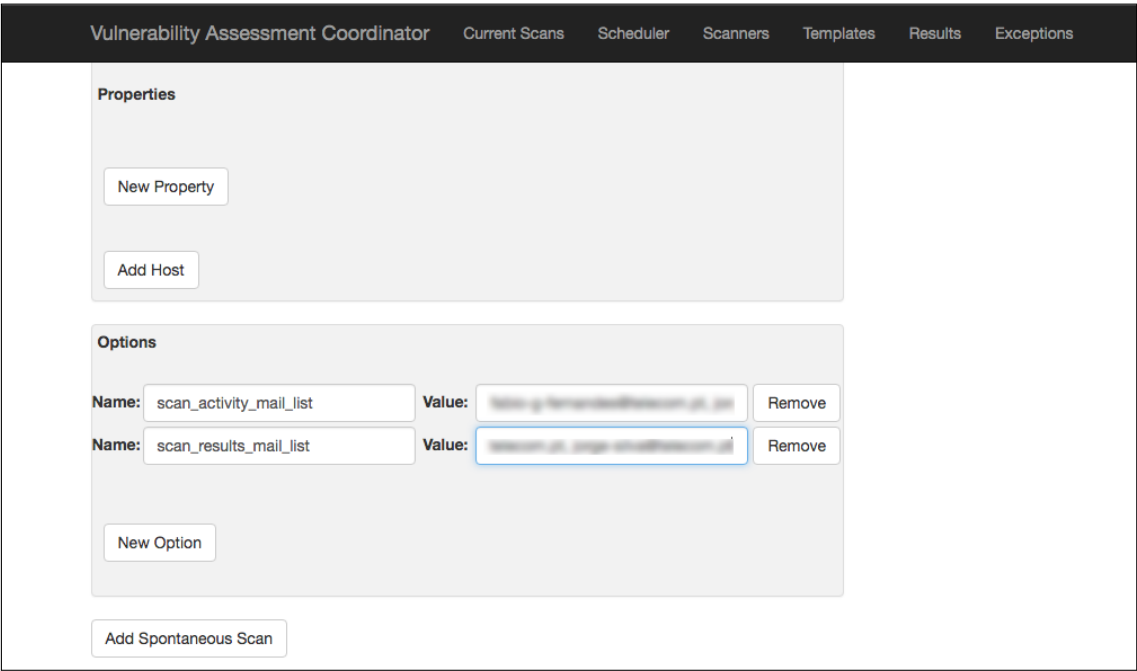 Vulnerability Assessment Coordinator Current Scans Scheduler Scanners Templates Results Exceptions
Properties
New Property
Add Host
Options
Name: scan_activity_mail_list Value: Remove
Name: scan_results_mail_list Value: Remove
New Option
Add Spontaneous Scan